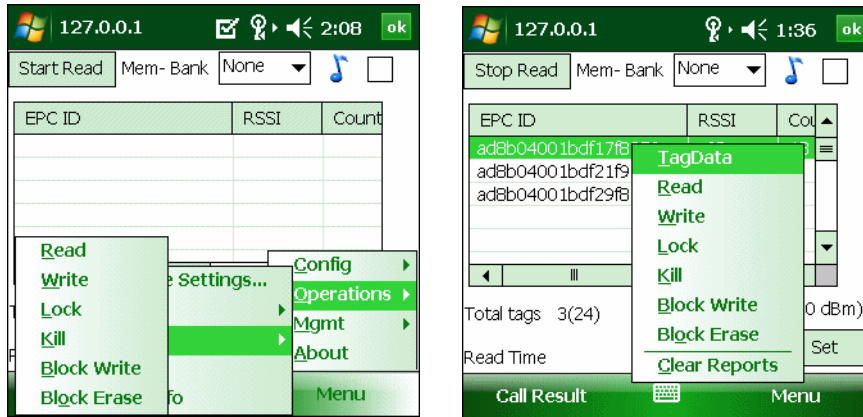 127.0.0.1 2:08 ok
Start Read Mem- Bank None
EPC ID RSSI Count
Read
Write
Lock
Kill
Block Write
Block Erase
e Settings...
fo
Config
Operations
Mgmt
About
Menu
127.0.0.1 1:36 ok
Stop Read Mem- Bank None
EPC ID RSSI Cou
ad8b04001bdf17f8
ad8b04001bdf21f9
ad8b04001bdf29f8
TagData
Read
Write
Lock
Kill
Block Write
Block Erase
Clear Reports
Total tags 3(24) 0 dBm)
Read Time Set
Call Result Menu